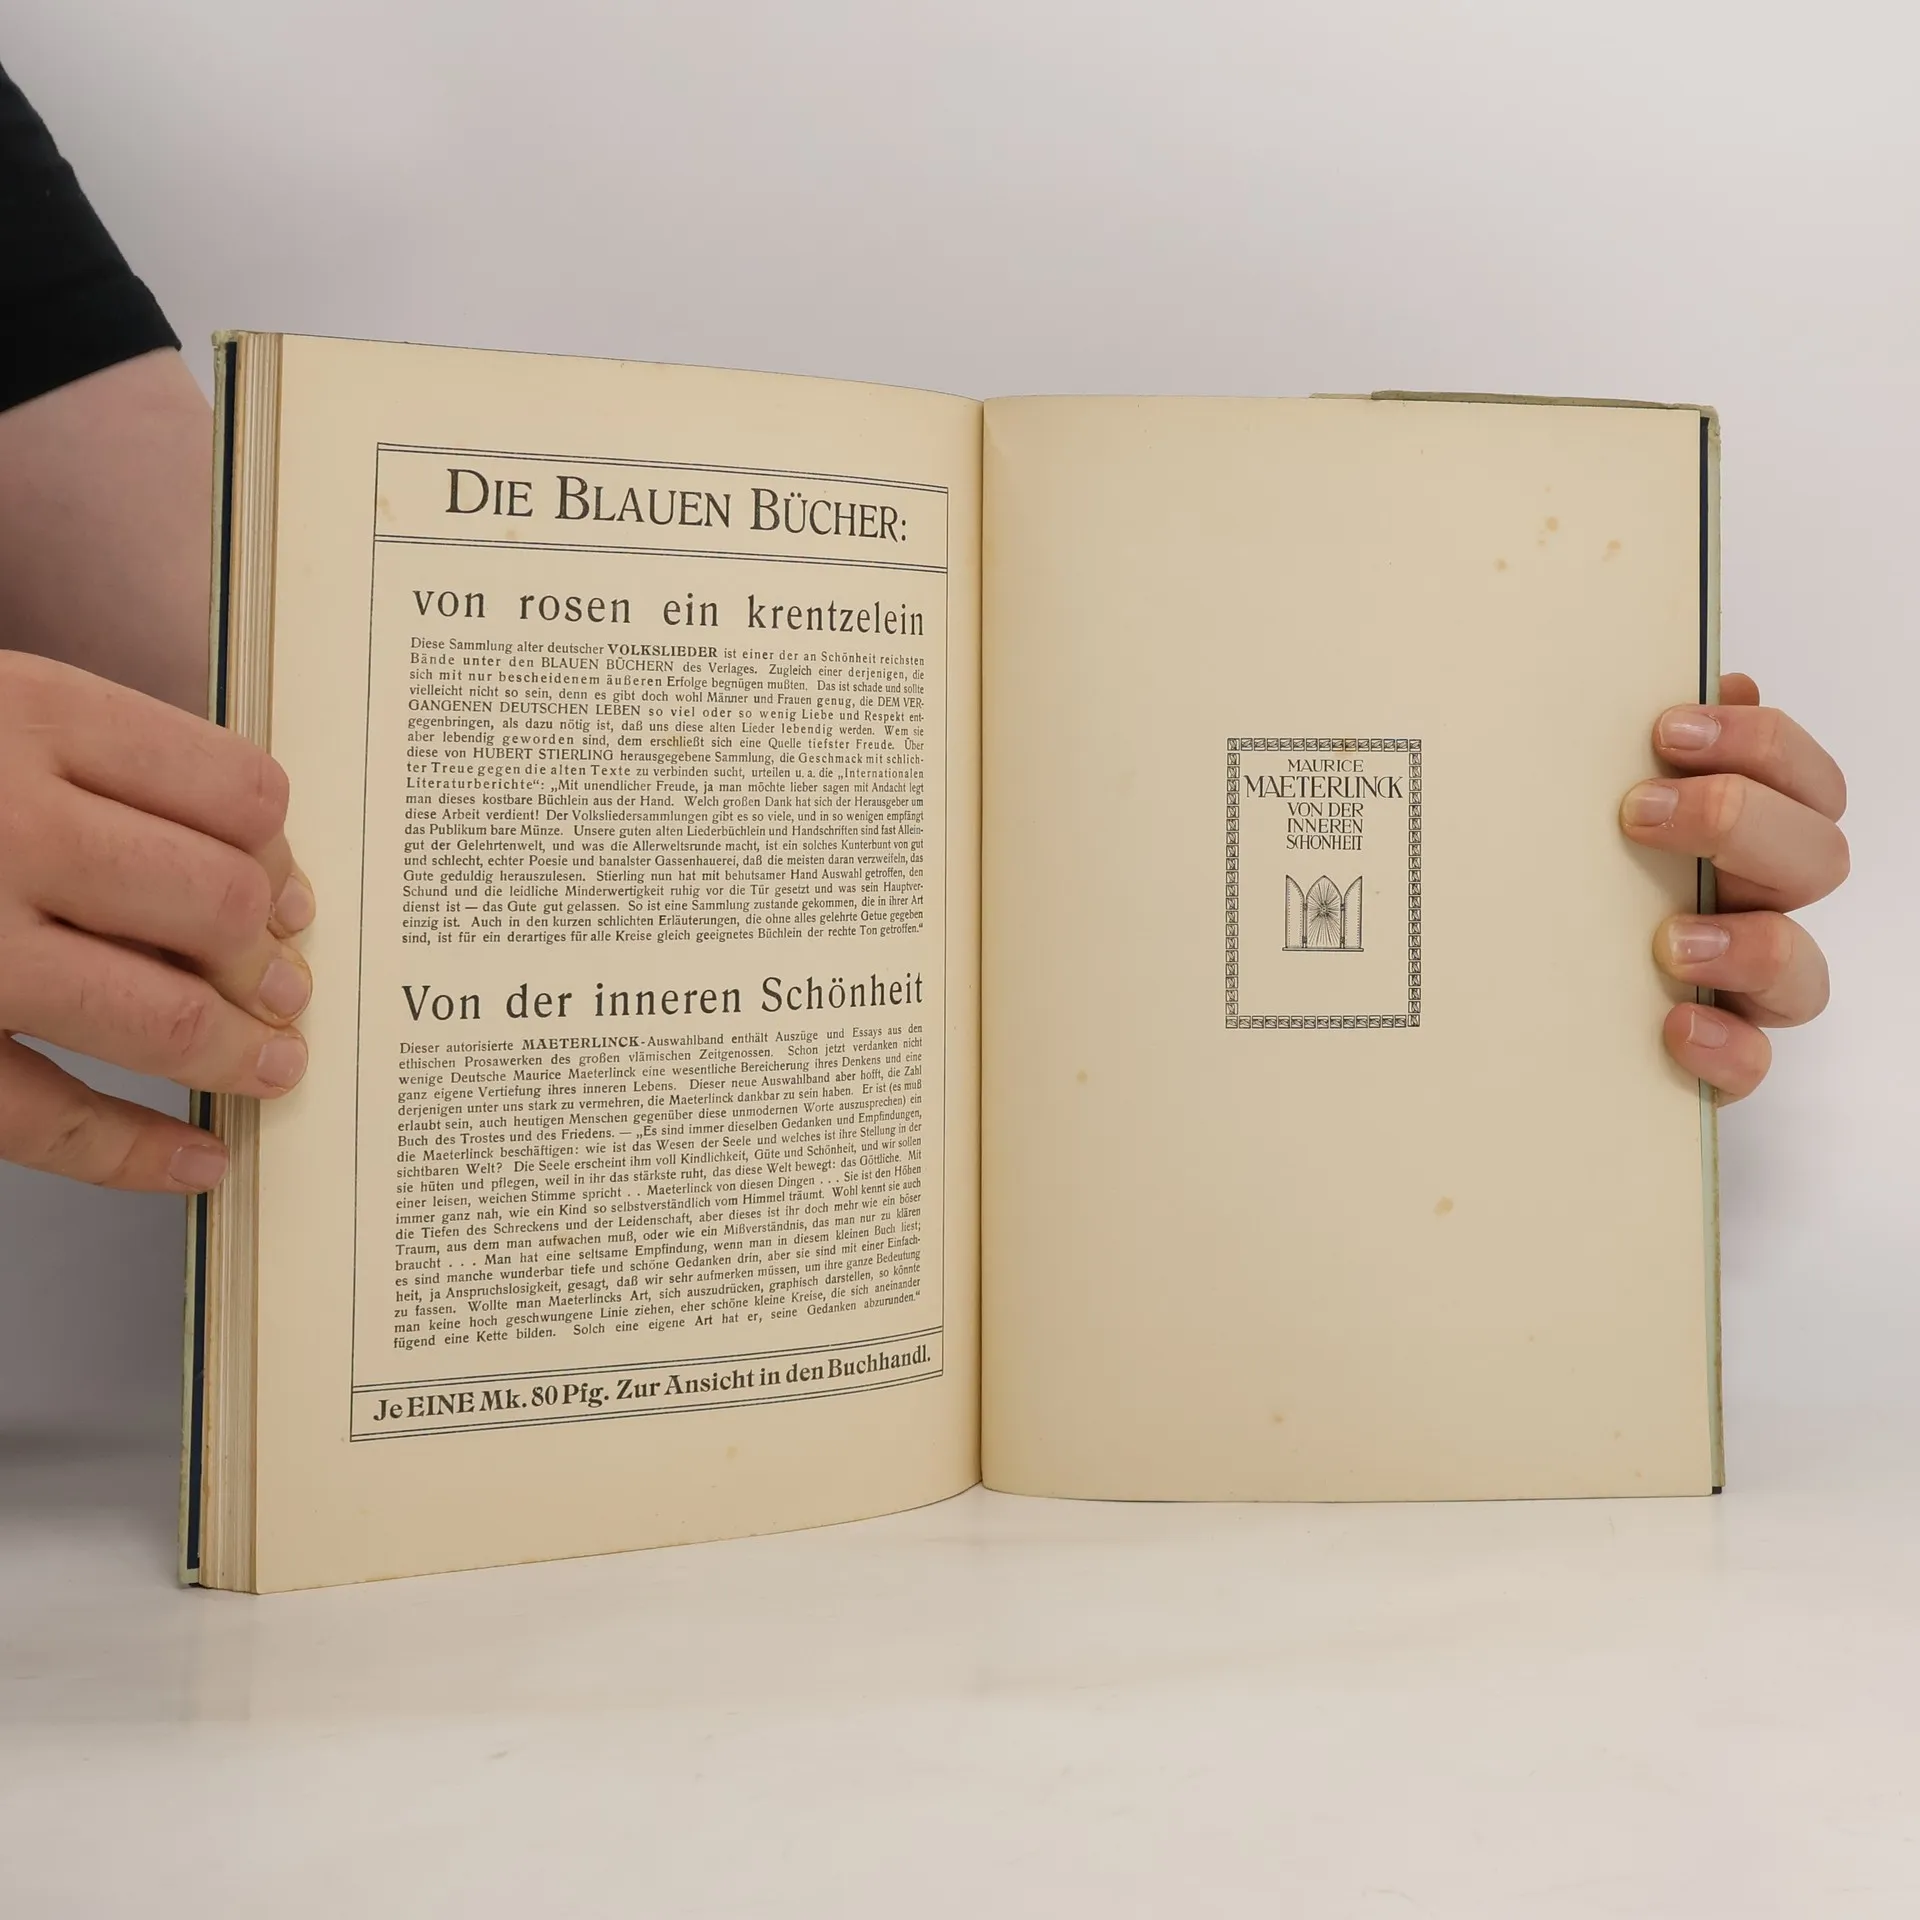 DIE BLAUEN BÜCHER:
von rosen ein krentzelein
Diese Sammlung alter deutscher VOLKSLIEDER ist einer der an Schönheit reichsten
Bände unter den BLAUEN BÜCHERN des Verlages. Zugleich einer derjenigen, die
sich mit nur bescheidenem äußeren Erfolge begnügen mußten. Das ist schade und sollte
vielleicht nicht so sein, denn es gibt doch wohl Männer und Frauen genug, die DEM VER-
GANGENEN DEUTSCHEN LEBEN so viel oder so wenig Liebe und Respekt ent-
gegenbringen, als dazu nötig ist, daß uns diese alten Lieder lebendig werden. Wem sie
aber lebendig geworden sind, dem erschließt sich eine Quelle tiefster Freude. Über
diese von HUBERT STIERLING herausgegebene Sammlung, die Geschmack mit schlich-
ter Treue gegen die alten Texte zu verbinden sucht, urteilen u. a. die „Internationalen
Literaturberichte“: „Mit unendlicher Freude, ja man möchte lieber sagen mit Andacht legt
man dieses kostbare Büchlein aus der Hand. Welch großen Dank hat sich der Herausgeber um
diese Arbeit verdient! Der Volksliedersammlungen gibt es so viele, und in so wenigen empfängt
das Publikum bare Münze. Unsere guten alten Liederbüchlein und Handschriften sind fast Allein-
gut der Gelehrtenwelt, und was die Allerweltsrunde macht, ist ein solches Kunterbunt von gut
und schlecht, echter Poesie und banalster Gassenhauerei, daß die meisten daran verzweifeln, das
Gute geduldig herauszulesen. Stierling nun hat mit behutsamer Hand Auswahl getroffen, den
Schund und die leidliche Minderwertigkeit ruhig vor die Tür gesetzt und was sein Hauptver-
dienst ist — das Gute gut gelassen. So ist eine Sammlung zustande gekommen, die in ihrer Art
einzig ist. Auch in den kurzen schlichten Erläuterungen, die ohne alles gelehrte Getue gegeben
sind, ist für ein derartiges für alle Kreise gleich geeignetes Büchlein der rechte Ton getroffen.“
Von der inneren Schönheit
Dieser autorisierte MAETERLINCK-Auswahlband enthält Auszüge und Essays aus den
ethischen Prosawerken des großen vlämischen Zeitgenossen. Schon jetzt verdanken nicht
wenige Deutsche Maurice Maeterlinck eine wesentliche Bereicherung ihres Denkens und eine
ganz eigene Vertiefung ihres inneren Lebens. Dieser neue Auswahlband aber hofft, die Zahl
derjenigen unter uns stark zu vermehren, die Maeterlinck dankbar zu sein haben. Er ist (es muß
erlaubt sein, auch heutigen Menschen gegenüber diese unmodernen Worte auszusprechen) ein
Buch des Trostes und des Friedens. — „Es sind immer dieselben Gedanken und Empfindungen,
die Maeterlinck beschäftigen: wie ist das Wesen der Seele und welches ist ihre Stellung in der
sichtbaren Welt? Die Seele erscheint ihm voll Kindlichkeit, Güte und Schönheit, und wir sollen
sie hüten und pflegen, weil in ihr das stärkste ruht, das diese Welt bewegt: das Göttliche. Mit
einer leisen, weichen Stimme spricht . . Maeterlinck von diesen Dingen . . . Sie ist den Höhen
immer ganz nah, wie ein Kind so selbstverständlich vom Himmel träumt. Wohl kennt sie auch
die Tiefen des Schreckens und der Leidenschaft, aber dieses ist ihr doch mehr wie ein böser
Traum, aus dem man aufwachen muß, oder wie ein Mißverständnis, das man nur zu klären
braucht . . . Man hat eine seltsame Empfindung, wenn man in diesem kleinen Buch liest;
es sind manche wunderbar tiefe und schöne Gedanken drin, aber sie sind mit einer Einfach-
heit, ja Anspruchslosigkeit, gesagt, daß wir sehr aufmerken müssen, um ihre ganze Bedeutung
zu fassen. Wollte man Maeterlincks Art, sich auszudrücken, graphisch darstellen, so könnte
man keine hoch geschwungene Linie ziehen, eher schöne kleine Kreise, die sich aneinander
fügend eine Kette bilden. Solch eine eigene Art hat er, seine Gedanken abzurunden.“
Je EINE Mk. 80 Pfg. Zur Ansicht in den Buchhandl.
MAURICE
MAETERLINCK
VON DER
INNEREN
SCHÖNHEIT